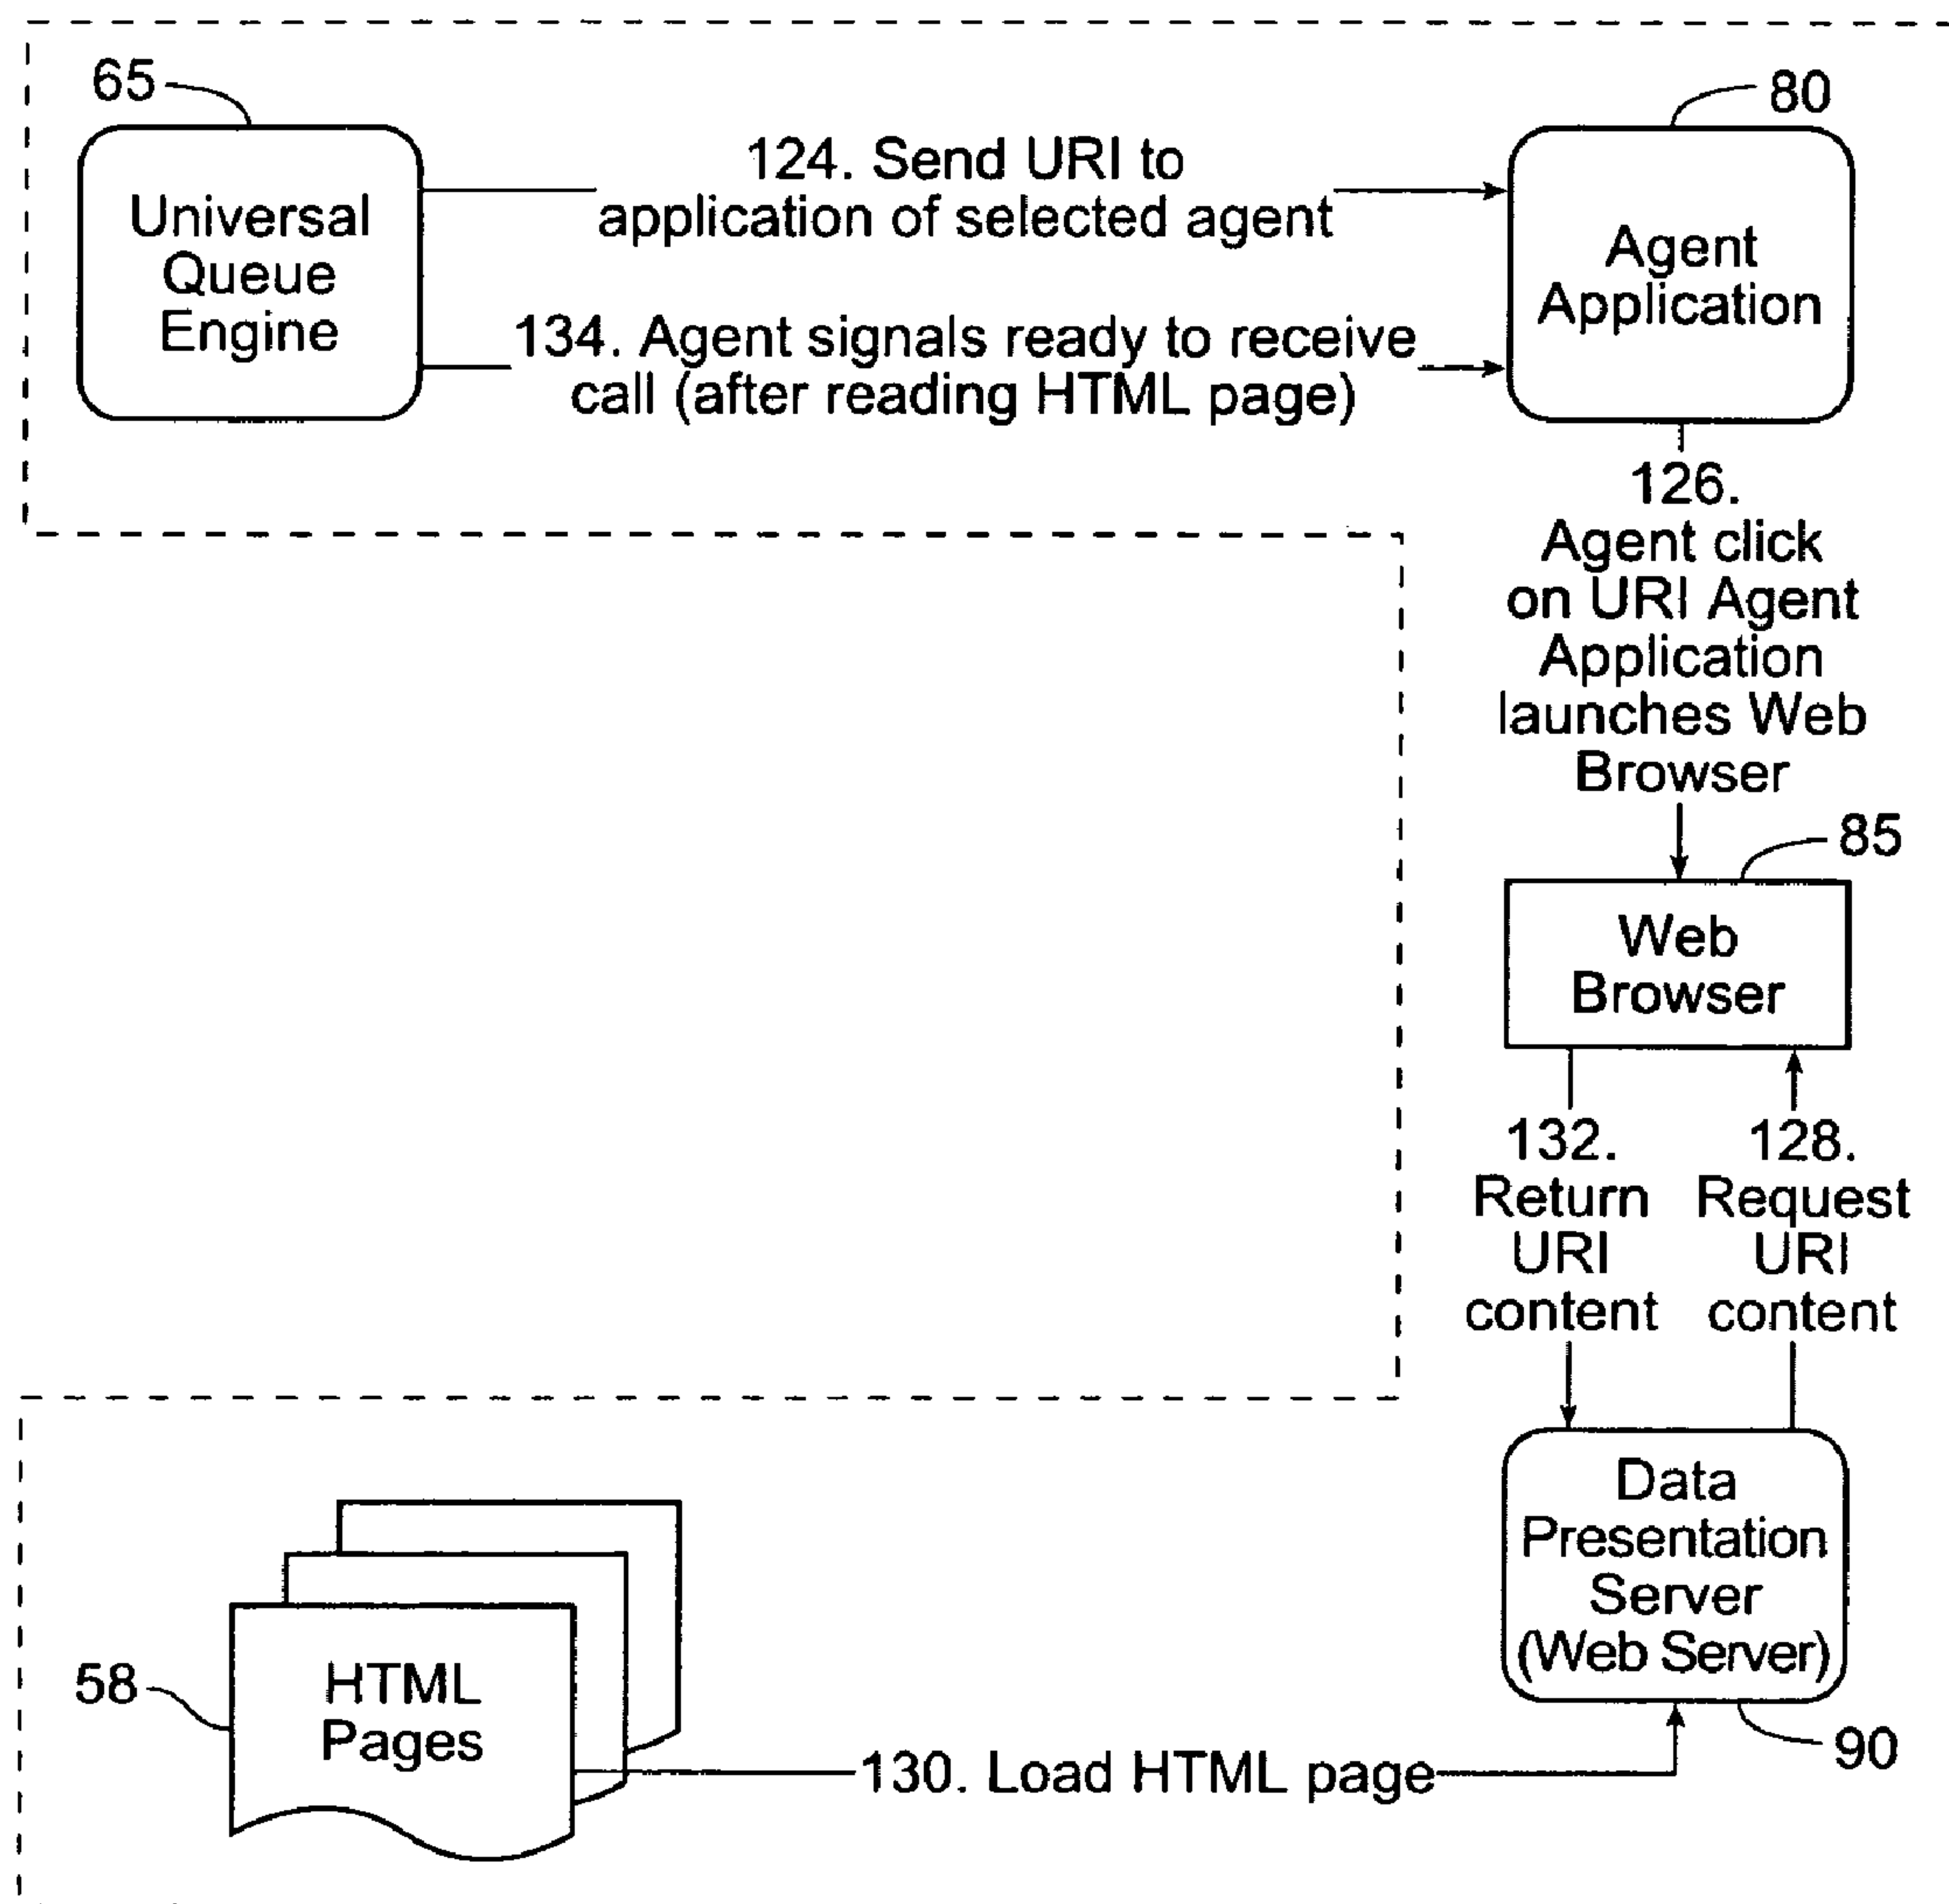 65
80
Universal
Queue
Engine
124. Send URI to
application of selected agent
134. Agent signals ready to receive
call (after reading HTML page)
Agent
Application
126.
Agent click
on URI Agent
Application
launches Web
Browser
85
Web
Browser
132.
Return
URI
content
128.
Request
URI
content
Data
Presentation
Server
(Web Server)
90
58
HTML
Pages
130. Load HTML page